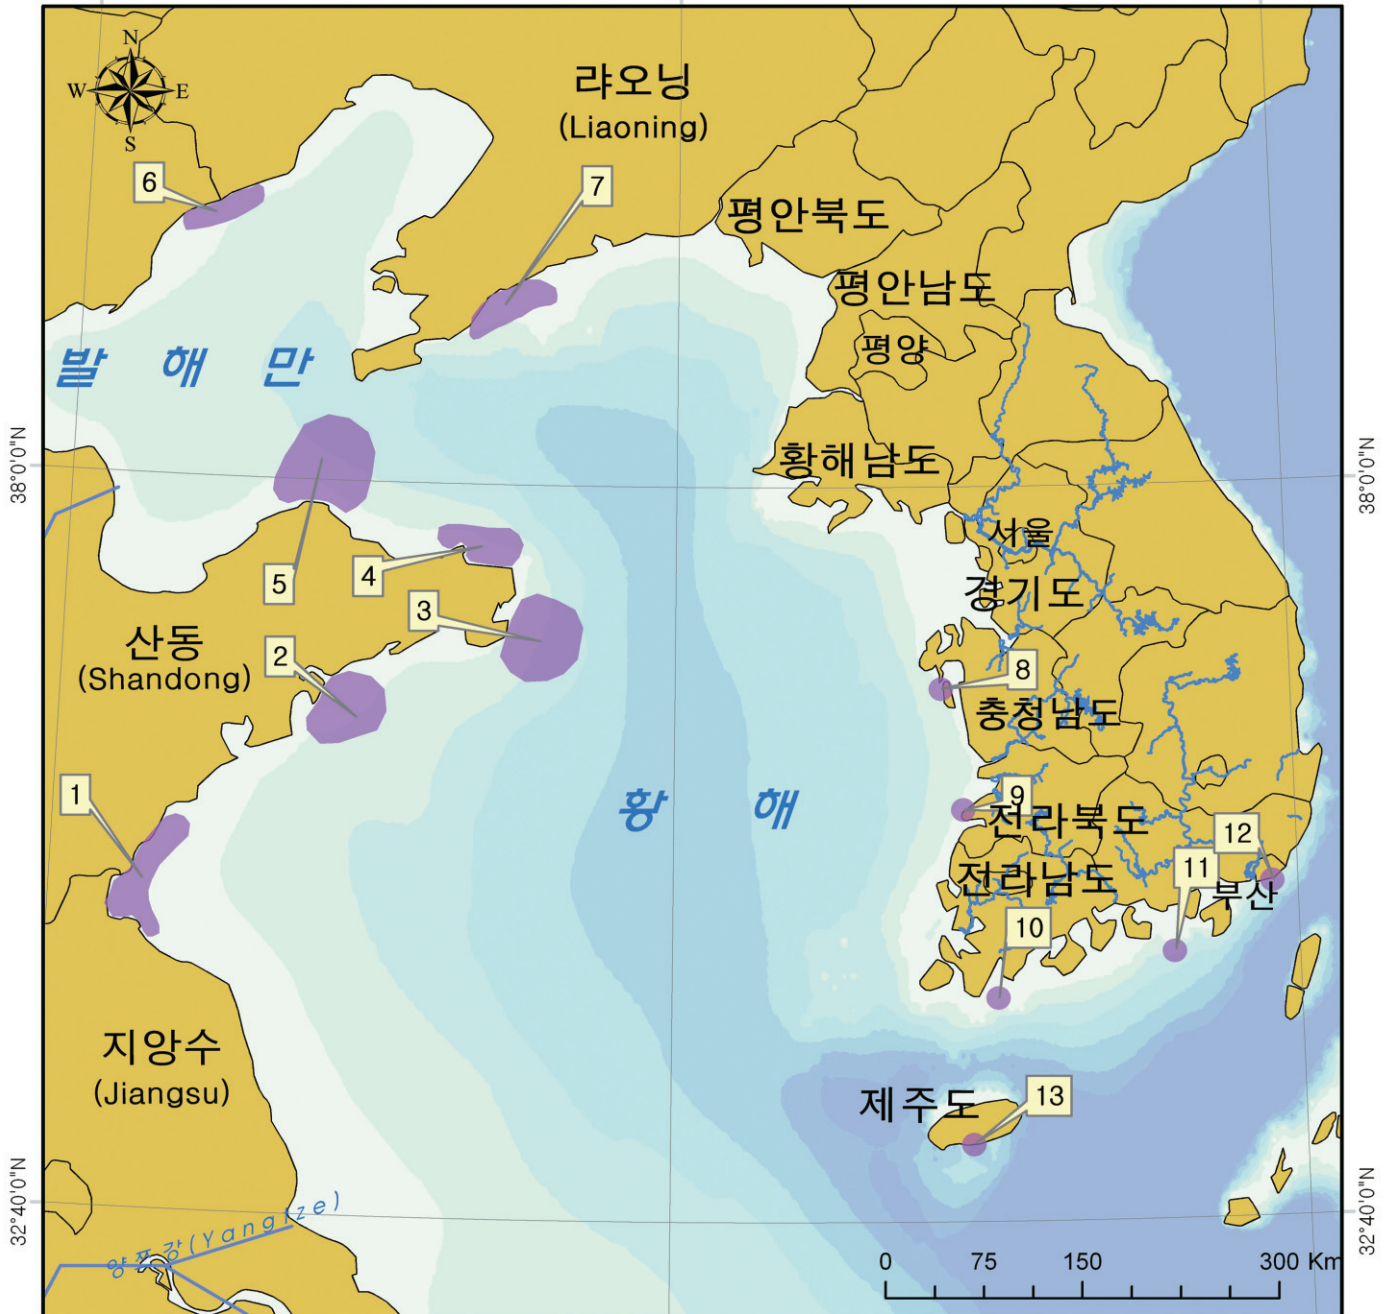 N
W E
S
랴오닝
(Liaoning)
6
7
평안북도
평안남도
평양
발 해 만
황해남도
38°0'0"N
38°0'0"N
서울
5
4
경기도
3
산동
(Shandong)
2
8
충청남도
1
황 해
9
전라북도
12
11
전라남도
부산
10
지앙수
(Jiangsu)
제주도
13
32°40'0"N
32°40'0"N
양쯔강(Yangtze)
0 75 150 300 Km